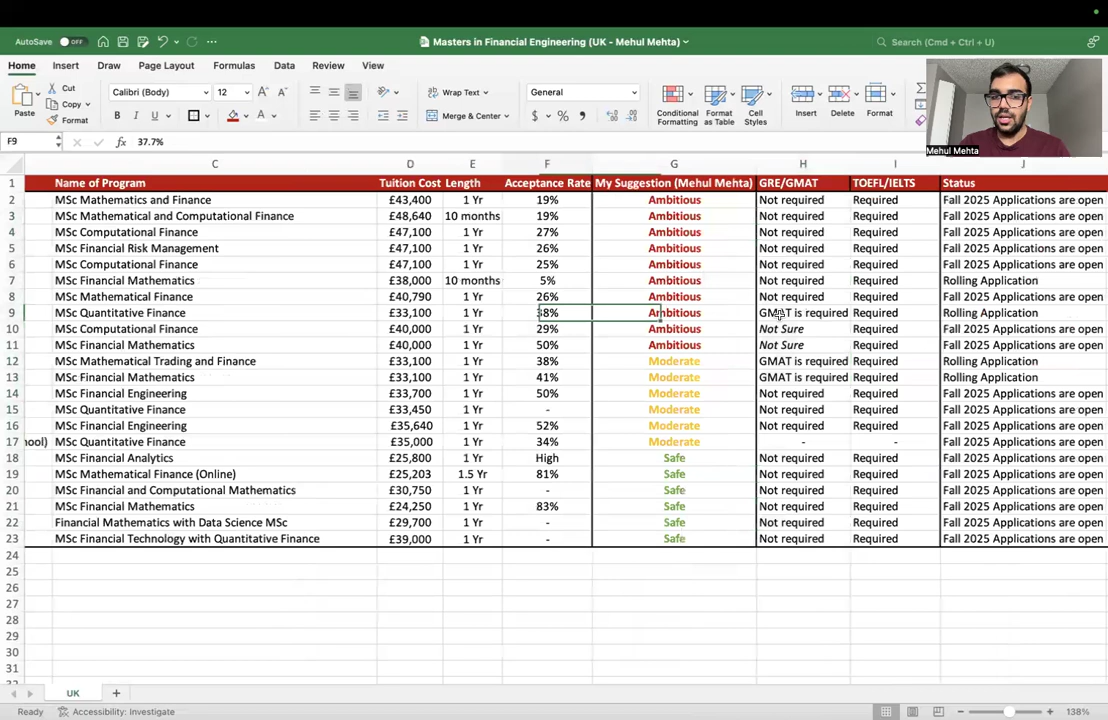 AutoSave OFF Masters in Financial Engineering (UK - Mehul Mehta) Search (Cmd + Ctrl + U)
Home Insert Draw Page Layout Formulas Data Review View
Paste Cut Copy Format
Calibri (Body) 12 A A
B I U A
Wrap Text
Merge & Center
General
$ % 9
Conditional Formatting
Format as Table
Cell Styles
Insert Delete Format
Mehul Mehta
F9 fx 37.7%
C D E F G H I J
1 Name of Program Tuition Cost Length Acceptance Rate My Suggestion (Mehul Mehta) GRE/GMAT TOEFL/IELTS Status
2 MSc Mathematics and Finance £43,400 1 Yr 19% Ambitious Not required Required Fall 2025 Applications are open
3 MSc Mathematical and Computational Finance £48,640 10 months 19% Ambitious Not required Required Fall 2025 Applications are open
4 MSc Computational Finance £47,100 1 Yr 27% Ambitious Not required Required Fall 2025 Applications are open
5 MSc Financial Risk Management £47,100 1 Yr 26% Ambitious Not required Required Fall 2025 Applications are open
6 MSc Computational Finance £47,100 1 Yr 25% Ambitious Not required Required Fall 2025 Applications are open
7 MSc Financial Mathematics £38,000 10 months 5% Ambitious Not required Required Rolling Application
8 MSc Mathematical Finance £40,790 1 Yr 26% Ambitious Not required Required Fall 2025 Applications are open
9 MSc Quantitative Finance £33,100 1 Yr 38% Ambitious GMAT is required Required Rolling Application
10 MSc Computational Finance £40,000 1 Yr 29% Ambitious Not Sure Required Fall 2025 Applications are open
11 MSc Financial Mathematics £40,000 1 Yr 50% Ambitious Not Sure Required Fall 2025 Applications are open
12 MSc Mathematical Trading and Finance £33,100 1 Yr 38% Moderate GMAT is required Required Rolling Application
13 MSc Financial Mathematics £33,100 1 Yr 41% Moderate GMAT is required Required Rolling Application
14 MSc Financial Engineering £33,700 1 Yr 50% Moderate Not required Required Fall 2025 Applications are open
15 MSc Quantitative Finance £33,450 1 Yr - Moderate Not required Required Fall 2025 Applications are open
16 MSc Financial Engineering £35,640 1 Yr 52% Moderate Not required Required Fall 2025 Applications are open
17 hool) MSc Quantitative Finance £35,000 1 Yr 34% Moderate - - Fall 2025 Applications are open
18 MSc Financial Analytics £25,800 1 Yr High Safe Not required Required Fall 2025 Applications are open
19 MSc Mathematical Finance (Online) £25,203 1.5 Yr 81% Safe Not required Required Fall 2025 Applications are open
20 MSc Financial and Computational Mathematics £30,750 1 Yr - Safe Not required Required Fall 2025 Applications are open
21 MSc Financial Mathematics £24,250 1 Yr 83% Safe Not required Required Fall 2025 Applications are open
22 Financial Mathematics with Data Science MSc £29,700 1 Yr - Safe Not required Required Fall 2025 Applications are open
23 MSc Financial Technology with Quantitative Finance £39,000 1 Yr - Safe Not required Required Fall 2025 Applications are open
24
25
26
27
28
29
30
31
UK
Ready Accessibility: Investigate 138%